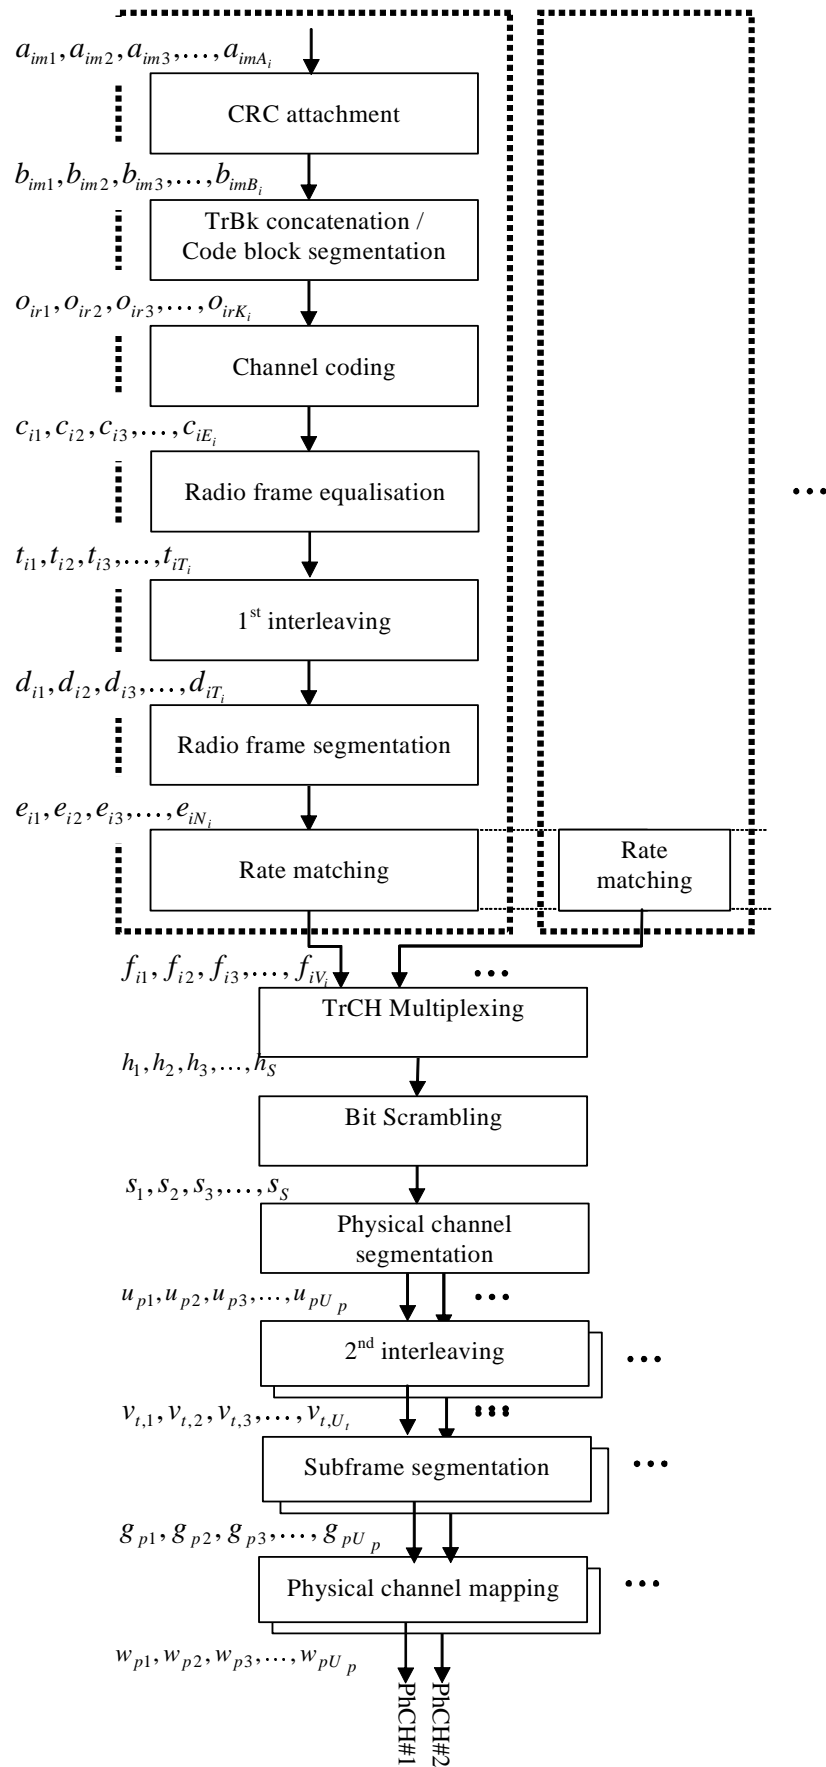 a_{im1}, a_{im2}, a_{im3}, ..., a_{imA_i}
CRC attachment
b_{im1}, b_{im2}, b_{im3}, ..., b_{imB_i}
TrBk concatenation /
Code block segmentation
o_{ir1}, o_{ir2}, o_{ir3}, ..., o_{irK_i}
Channel coding
c_{i1}, c_{i2}, c_{i3}, ..., c_{iE_i}
Radio frame equalisation
...
t_{i1}, t_{i2}, t_{i3}, ..., t_{iT_i}
1^{st} interleaving
d_{i1}, d_{i2}, d_{i3}, ..., d_{iT_i}
Radio frame segmentation
e_{i1}, e_{i2}, e_{i3}, ..., e_{iN_i}
Rate matching
Rate
matching
f_{i1}, f_{i2}, f_{i3}, ..., f_{iV_i}
...
TrCH Multiplexing
h_1, h_2, h_3, ..., h_S
Bit Scrambling
s_1, s_2, s_3, ..., s_S
Physical channel
segmentation
u_{p1}, u_{p2}, u_{p3}, ..., u_{pU_p}
...
2^{nd} interleaving
...
v_{t,1}, v_{t,2}, v_{t,3}, ..., v_{t,U_t}
...
Subframe segmentation
...
g_{p1}, g_{p2}, g_{p3}, ..., g_{pU_p}
Physical channel mapping
...
w_{p1}, w_{p2}, w_{p3}, ..., w_{pU_p}
PhCH#1
PhCH#2